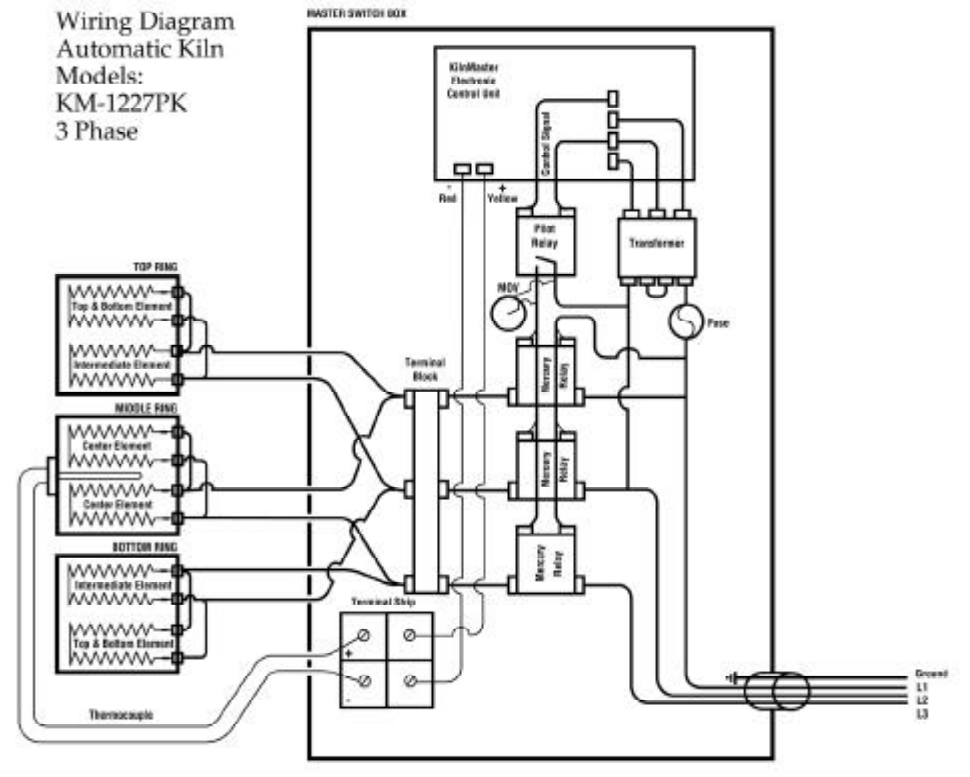 Wiring Diagram
Automatic Kiln
Models:
KM-1227PK
3 Phase
MASTER SWITCH BOX
KilnMaster
Electronic
Control Unit
Control Signal
-
Red
+
Yellow
Pilot
Relay
Transformer
MOV
Fuse
TOP RING
Top & Bottom Element
Intermediate Element
Terminal
Block
Mercury
Relay
MIDDLE RING
Center Element
Center Element
Mercury
Relay
BOTTOM RING
Intermediate Element
Top & Bottom Element
Mercury
Relay
Terminal Strip
+
-
Thermocouple
Ground
L1
L2
L3